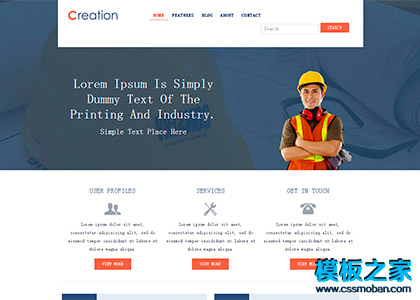 Creation
HOME FEATURES BLOG ABOUT CONTACT
Search
SEARCH
Lorem Ipsum Is Simply
Dummy Text Of The
Printing And Industry.
Simple Text Place Here
USER PROFILES
SERVICES
GET IN TOUCH
Lorem ipsum dolor sit amet,
consectetur adipisicing elit, sed do
eiusmod tempor incididunt ut labore et
dolore magna aliqua
VIEW MORE
Lorem ipsum dolor sit amet,
consectetur adipisicing elit, sed do
eiusmod tempor incididunt ut labore et
dolore magna aliqua.
VIEW MORE
Lorem ipsum dolor sit amet,
consectetur adipisicing elit, sed do
eiusmod tempor incididunt ut labore et
dolore magna aliqua
VIEW MORE
模板之家
www.cssmoban.com